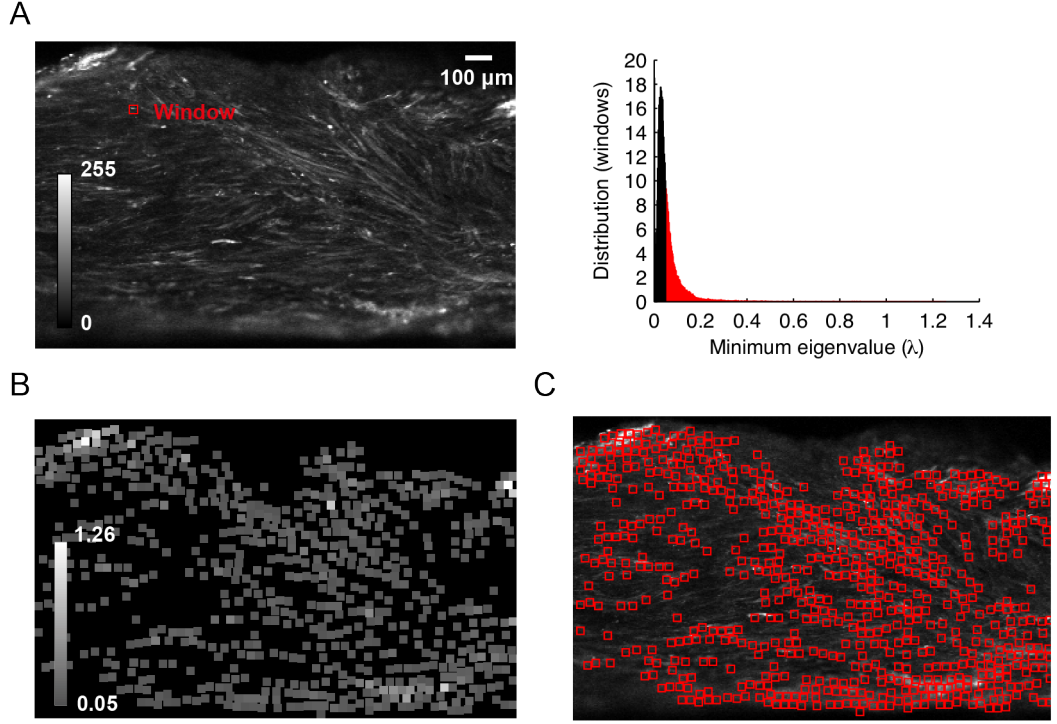 A
100 µm
Window
255
0
Distribution (windows)
20
18
16
14
12
10
8
6
4
2
0
0 0.2 0.4 0.6 0.8 1 1.2 1.4
Minimum eigenvalue (λ)
B
C
1.26
0.05